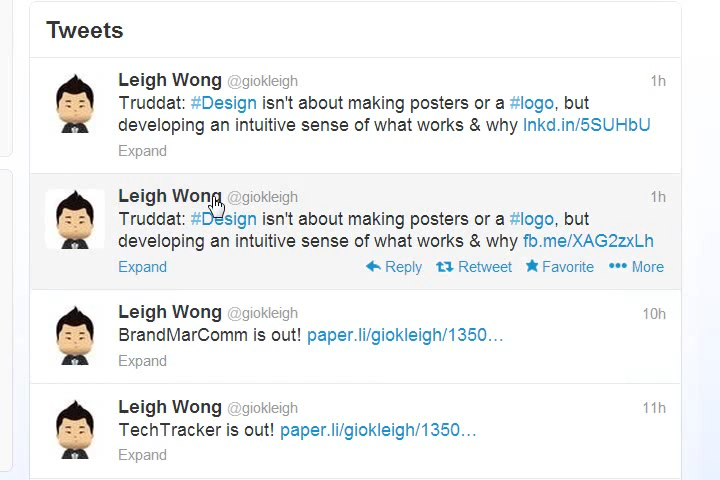 Tweets
Leigh Wong @giokleigh 1h
Truddat: #Design isn't about making posters or a #logo, but
developing an intuitive sense of what works & why lnkd.in/5SUHbU
Expand
Leigh Wong @giokleigh 1h
Truddat: #Design isn't about making posters or a #logo, but
developing an intuitive sense of what works & why fb.me/XAG2zxLh
Expand Reply Retweet Favorite More
Leigh Wong @giokleigh 10h
BrandMarComm is out! paper.li/giokleigh/1350…
Expand
Leigh Wong @giokleigh 11h
TechTracker is out! paper.li/giokleigh/1350…
Expand